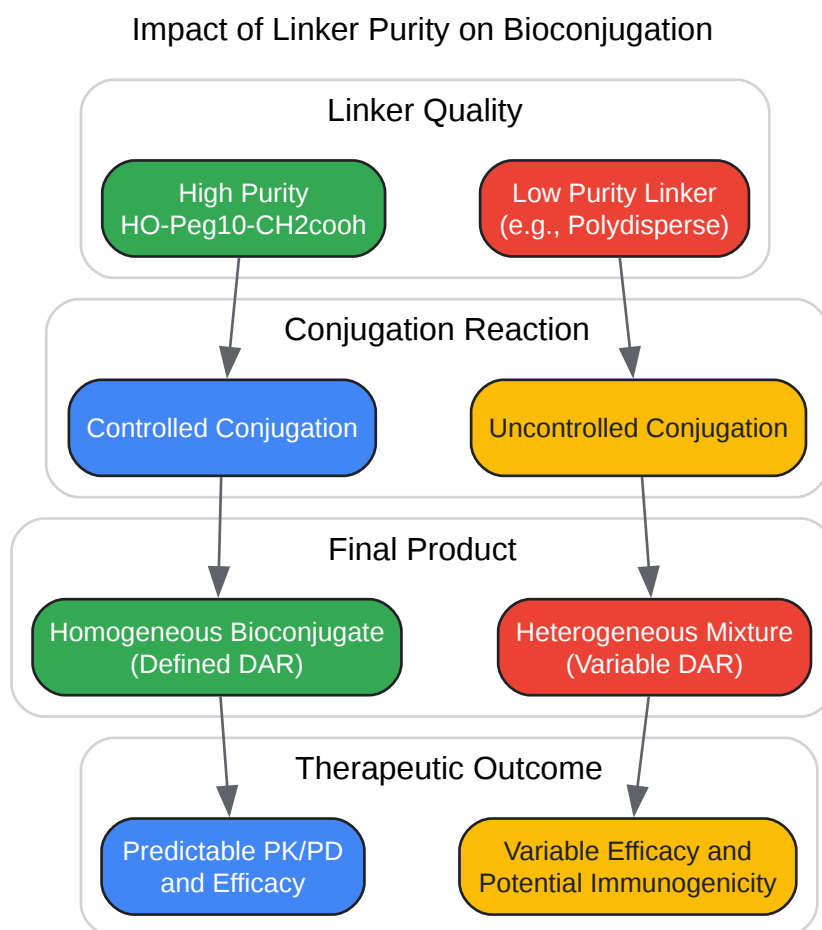 Impact of Linker Purity on Bioconjugation
Linker Quality
High Purity
HO-Peg10-CH2cooh
Low Purity Linker
(e.g., Polydisperse)
Conjugation Reaction
Controlled Conjugation
Uncontrolled Conjugation
Final Product
Homogeneous Bioconjugate
(Defined DAR)
Heterogeneous Mixture
(Variable DAR)
Therapeutic Outcome
Predictable PK/PD
and Efficacy
Variable Efficacy and
Potential Immunogenicity